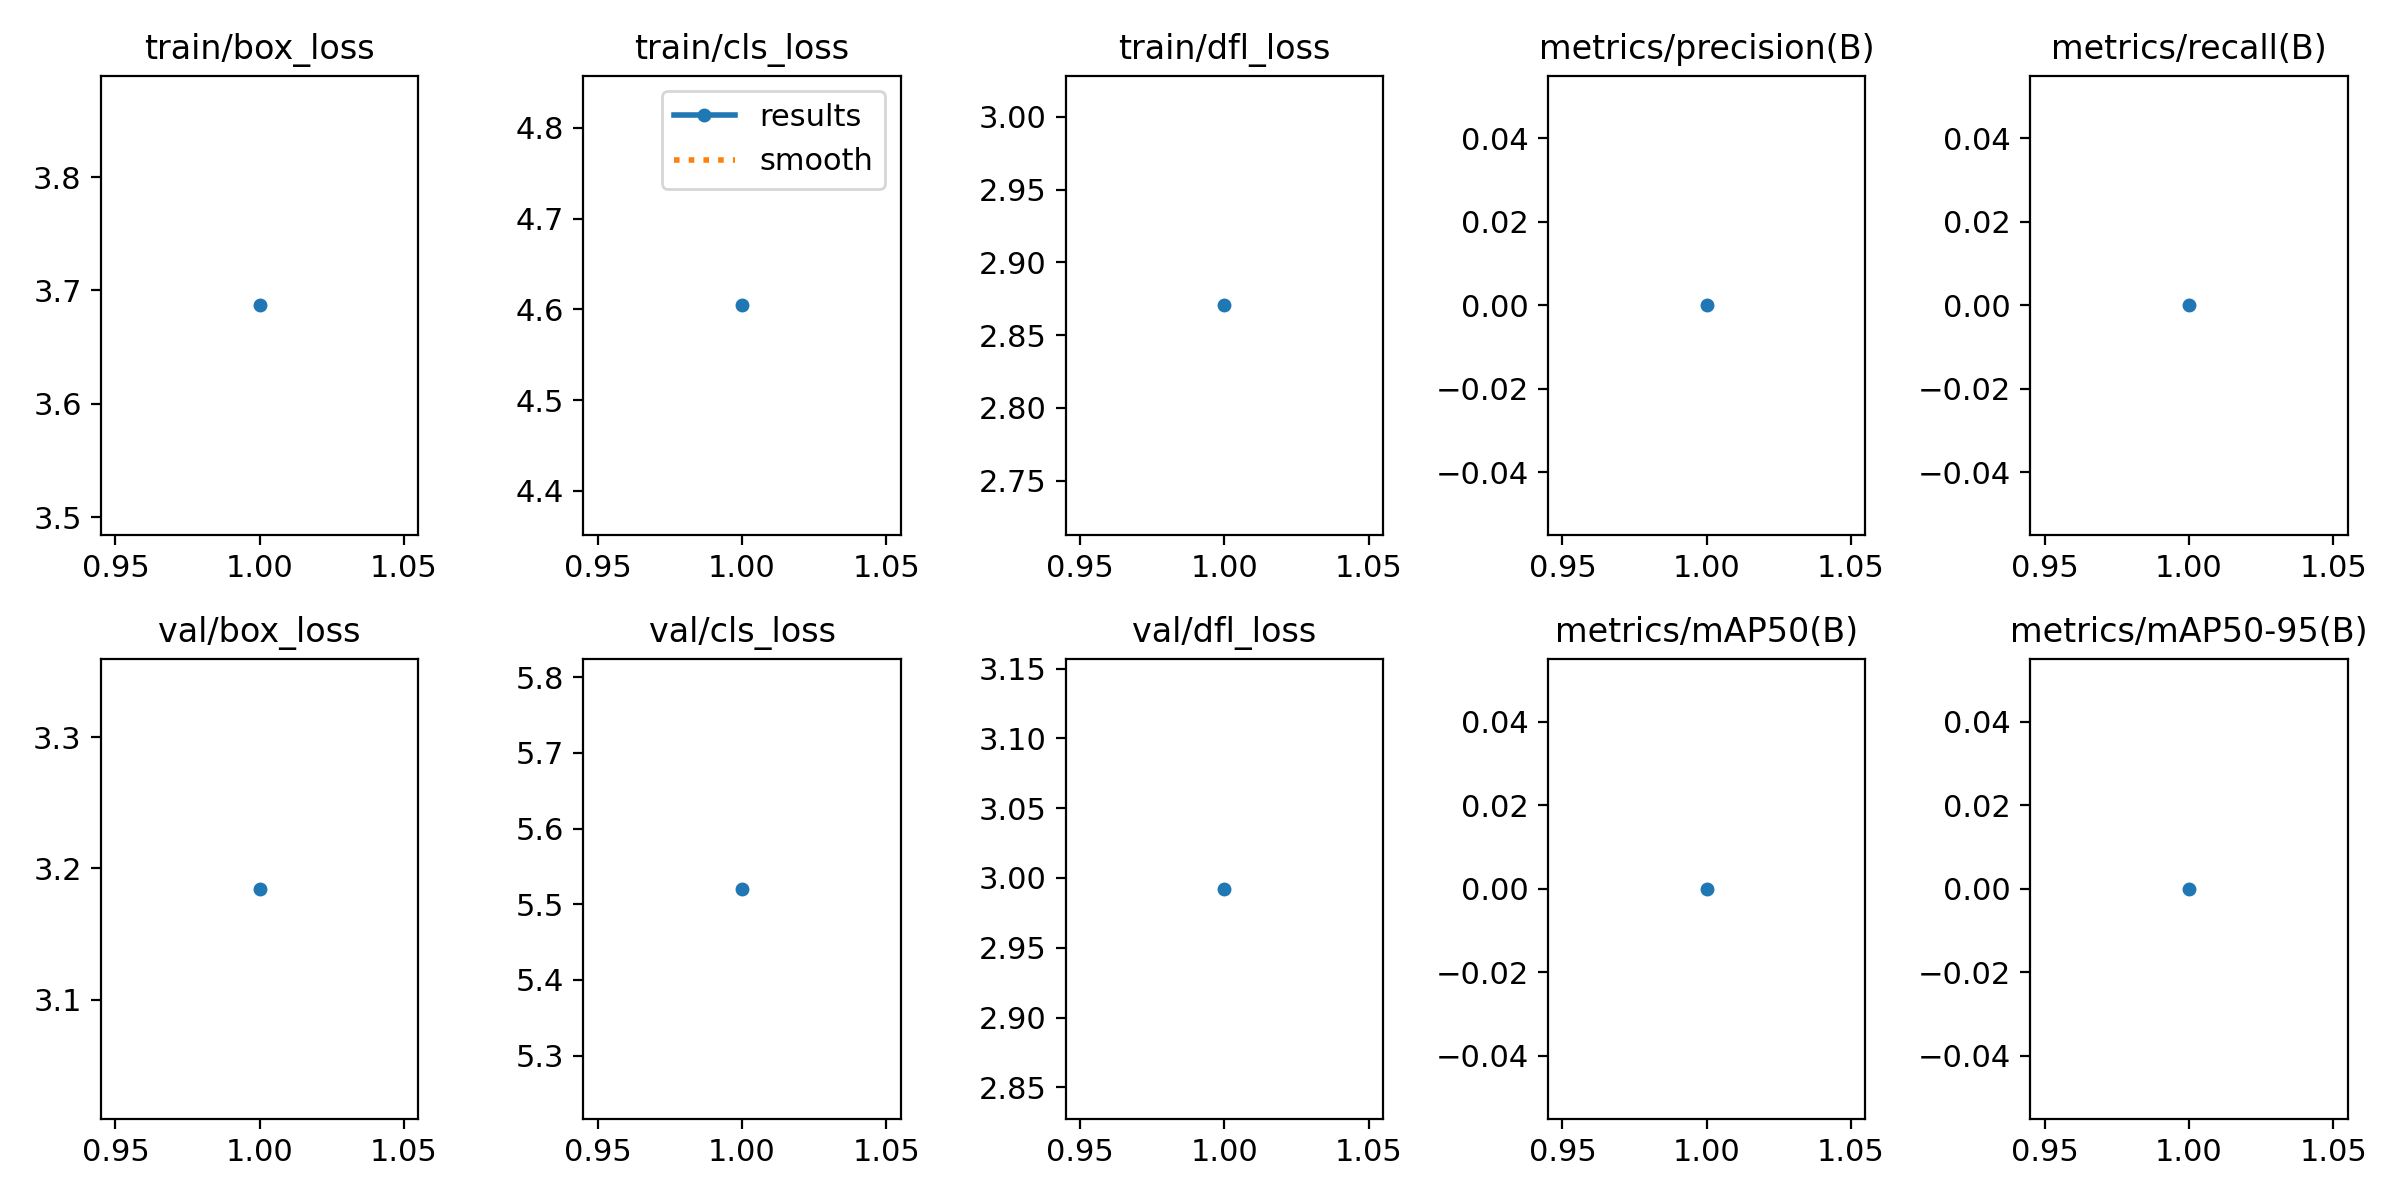 train/box_loss
3.8
3.7
3.6
3.5
0.95 1.00 1.05
train/cls_loss
results
smooth
4.8
4.7
4.6
4.5
4.4
0.95 1.00 1.05
train/dfl_loss
3.00
2.95
2.90
2.85
2.80
2.75
0.95 1.00 1.05
metrics/precision(B)
0.04
0.02
0.00
−0.02
−0.04
0.95 1.00 1.05
metrics/recall(B)
0.04
0.02
0.00
−0.02
−0.04
0.95 1.00 1.05
val/box_loss
3.3
3.2
3.1
0.95 1.00 1.05
val/cls_loss
5.8
5.7
5.6
5.5
5.4
5.3
0.95 1.00 1.05
val/dfl_loss
3.15
3.10
3.05
3.00
2.95
2.90
2.85
0.95 1.00 1.05
metrics/mAP50(B)
0.04
0.02
0.00
−0.02
−0.04
0.95 1.00 1.05
metrics/mAP50-95(B)
0.04
0.02
0.00
−0.02
−0.04
0.95 1.00 1.05